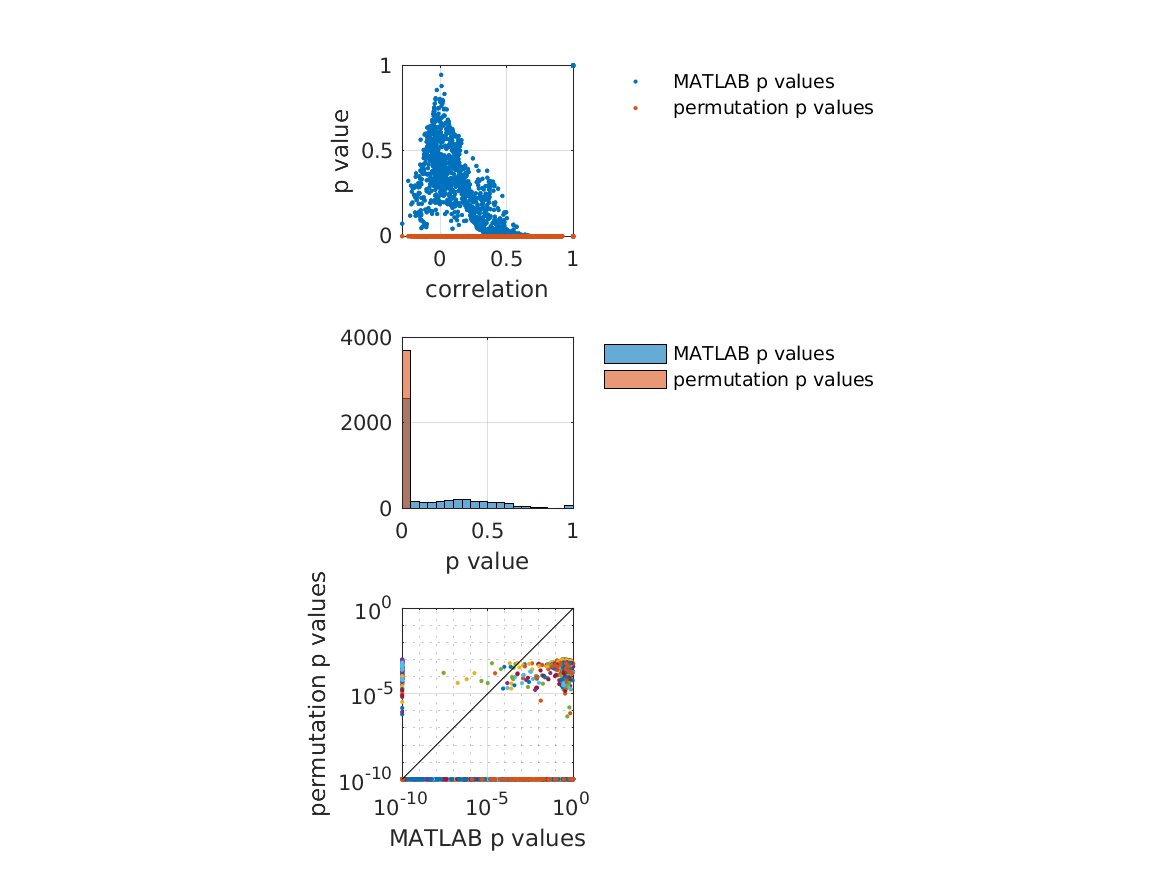 1
0.5
0
p value
0 0.5 1
correlation
MATLAB p values
permutation p values
4000
2000
0
0 0.5 1
p value
MATLAB p values
permutation p values
10^0
10^-5
10^-10
permutation p values
10^-10 10^-5 10^0
MATLAB p values